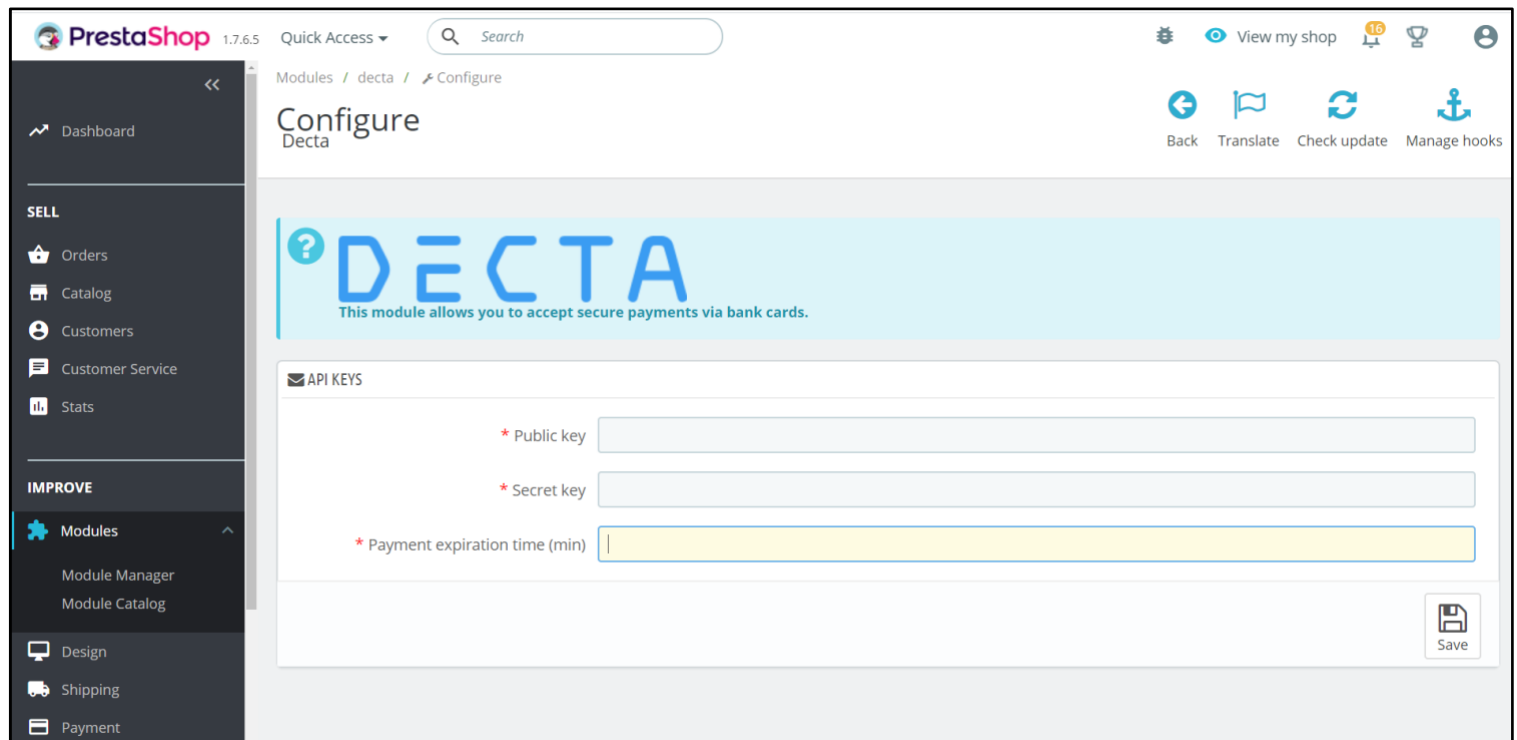 PrestaShop 1.7.6.5 Quick Access Search View my shop 16
Modules / decta / Configure
Configure
Decta
Back Translate Check update Manage hooks
Dashboard
SELL
Orders
Catalog
Customers
Customer Service
Stats
IMPROVE
Modules
Module Manager
Module Catalog
Design
Shipping
Payment
DECTA
This module allows you to accept secure payments via bank cards.
API KEYS
* Public key
* Secret key
* Payment expiration time (min)
Save